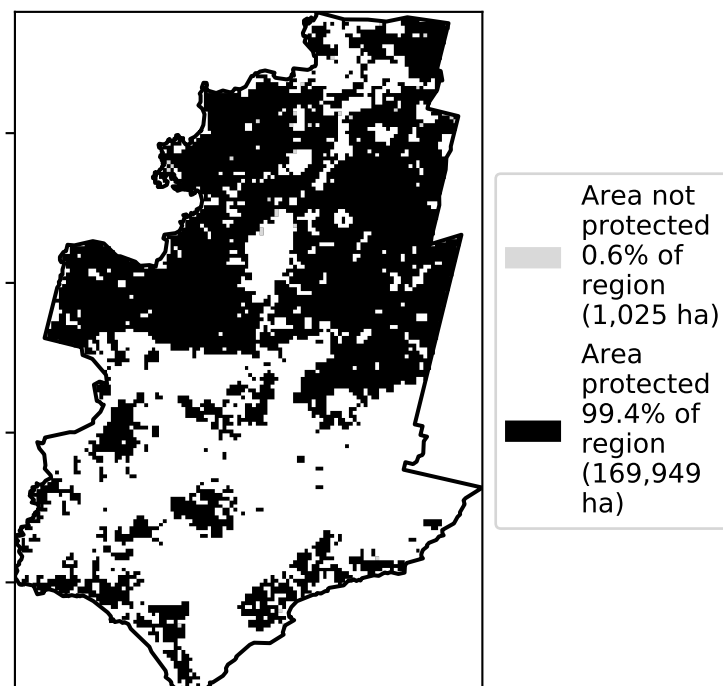 Area not
protected
0.6% of
region
(1,025 ha)
Area
protected
99.4% of
region
(169,949
ha)